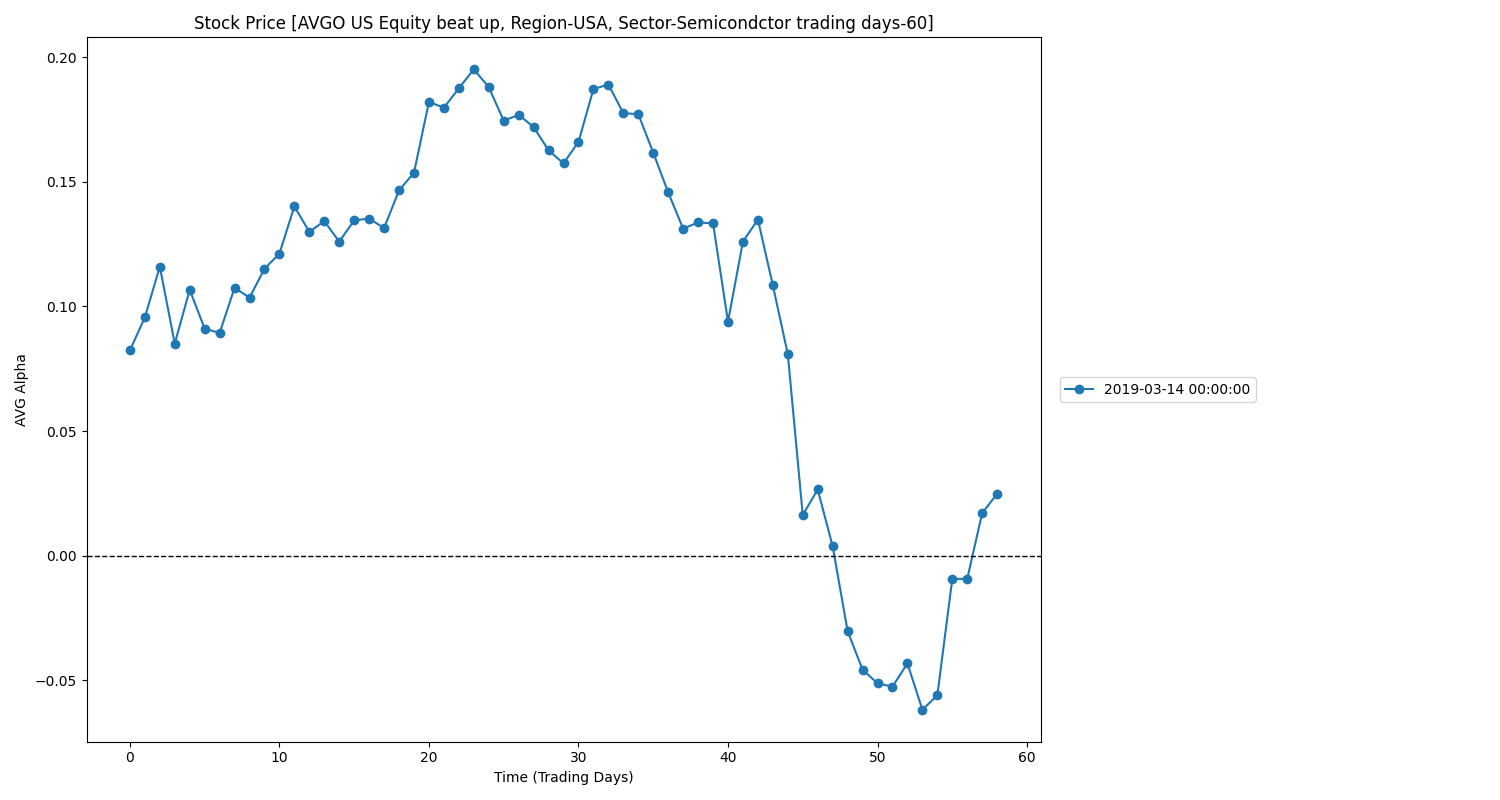 Stock Price [AVGO US Equity beat up, Region-USA, Sector-Semicondctor trading days-60]
AVG Alpha
0.20
0.15
0.10
0.05
0.00
−0.05
0 10 20 30 40 50 60
Time (Trading Days)
2019-03-14 00:00:00